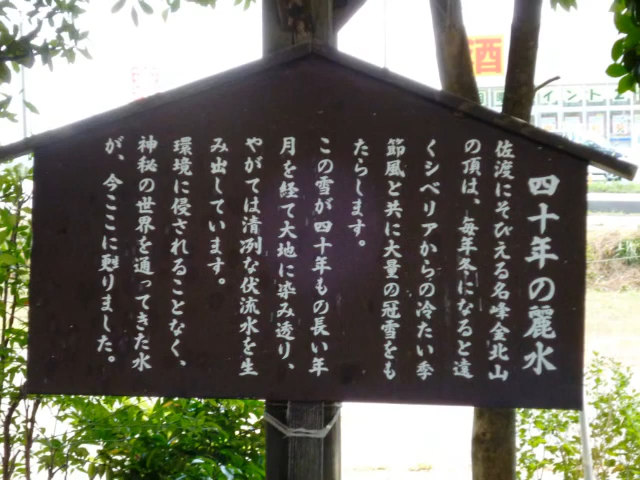 四十年の麗水
佐渡にそびえる名峰金北山
の頂は、毎年冬になると遠
くシベリアからの冷たい季
節風と共に大量の冠雪をも
たらします。
この雪が四十年もの長い年
月を経て大地に染み透り、
やがては清冽な伏流水を生
み出しています。
環境に侵されることなく、
神秘の世界を通ってきた水
が、今ここに甦りました。
酒
ポイント